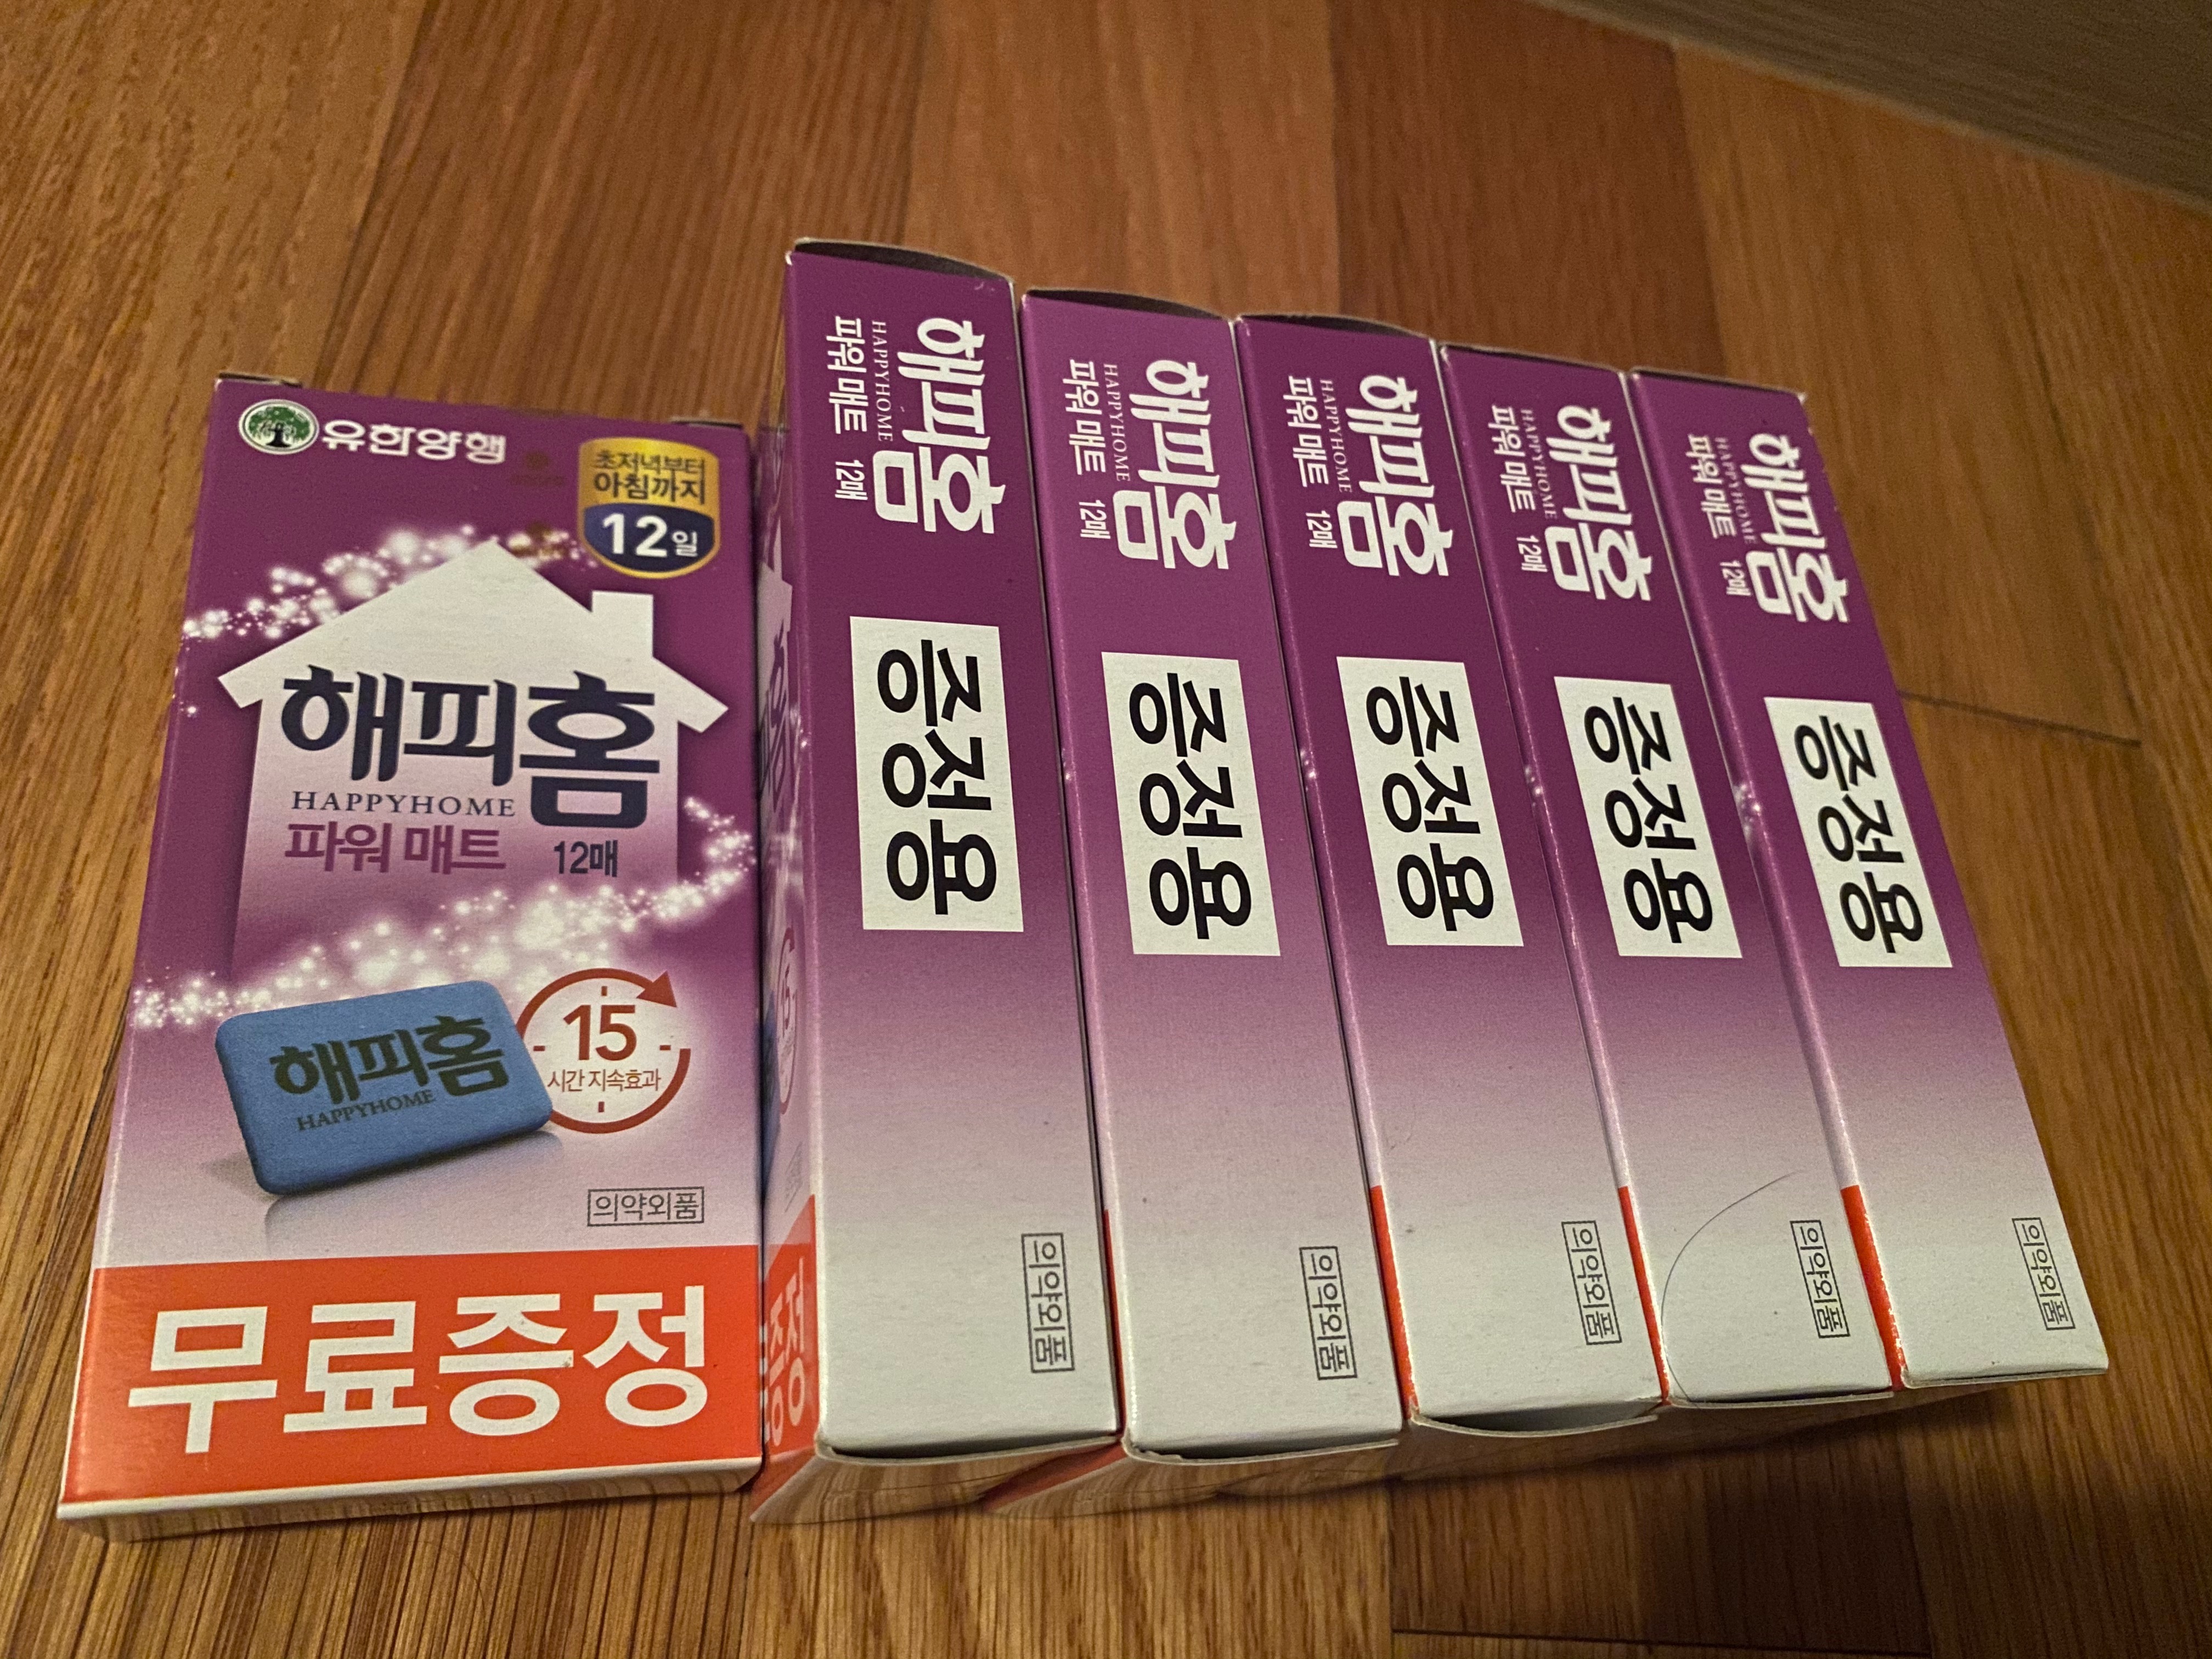 유한양행
초저녁부터
아침까지
12일
해피홈
HAPPYHOME
파워 매트 12매
해피홈
HAPPYHOME
15
시간 지속효과
의약외품
무료증정
해피홈
HAPPYHOME
파워 매트 12매
증정용
의약외품
해피홈
HAPPYHOME
파워 매트 12매
증정용
의약외품
해피홈
HAPPYHOME
파워 매트 12매
증정용
의약외품
해피홈
HAPPYHOME
파워 매트 12매
증정용
의약외품
해피홈
HAPPYHOME
파워 매트 12매
증정용
의약외품